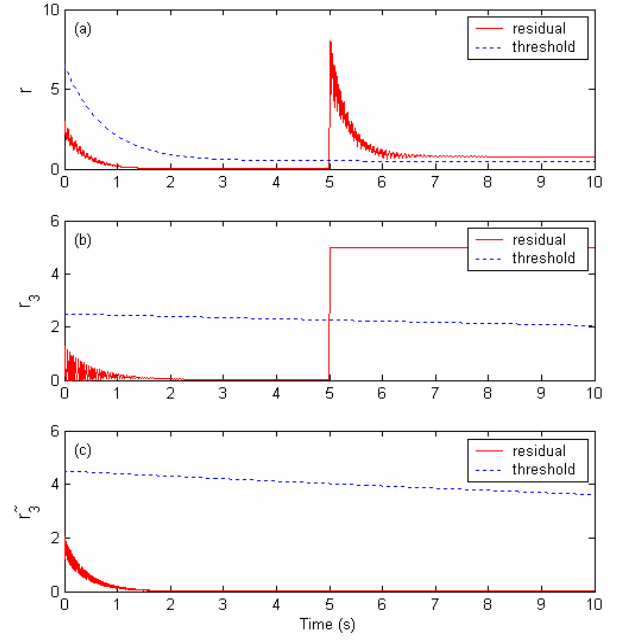 (a)
residual
threshold
r
10
5
0
0 1 2 3 4 5 6 7 8 9 10
(b)
residual
threshold
r_3
6
4
2
0
0 1 2 3 4 5 6 7 8 9 10
(c)
residual
threshold
r̃_3
6
4
2
0
0 1 2 3 4 5 6 7 8 9 10
Time (s)